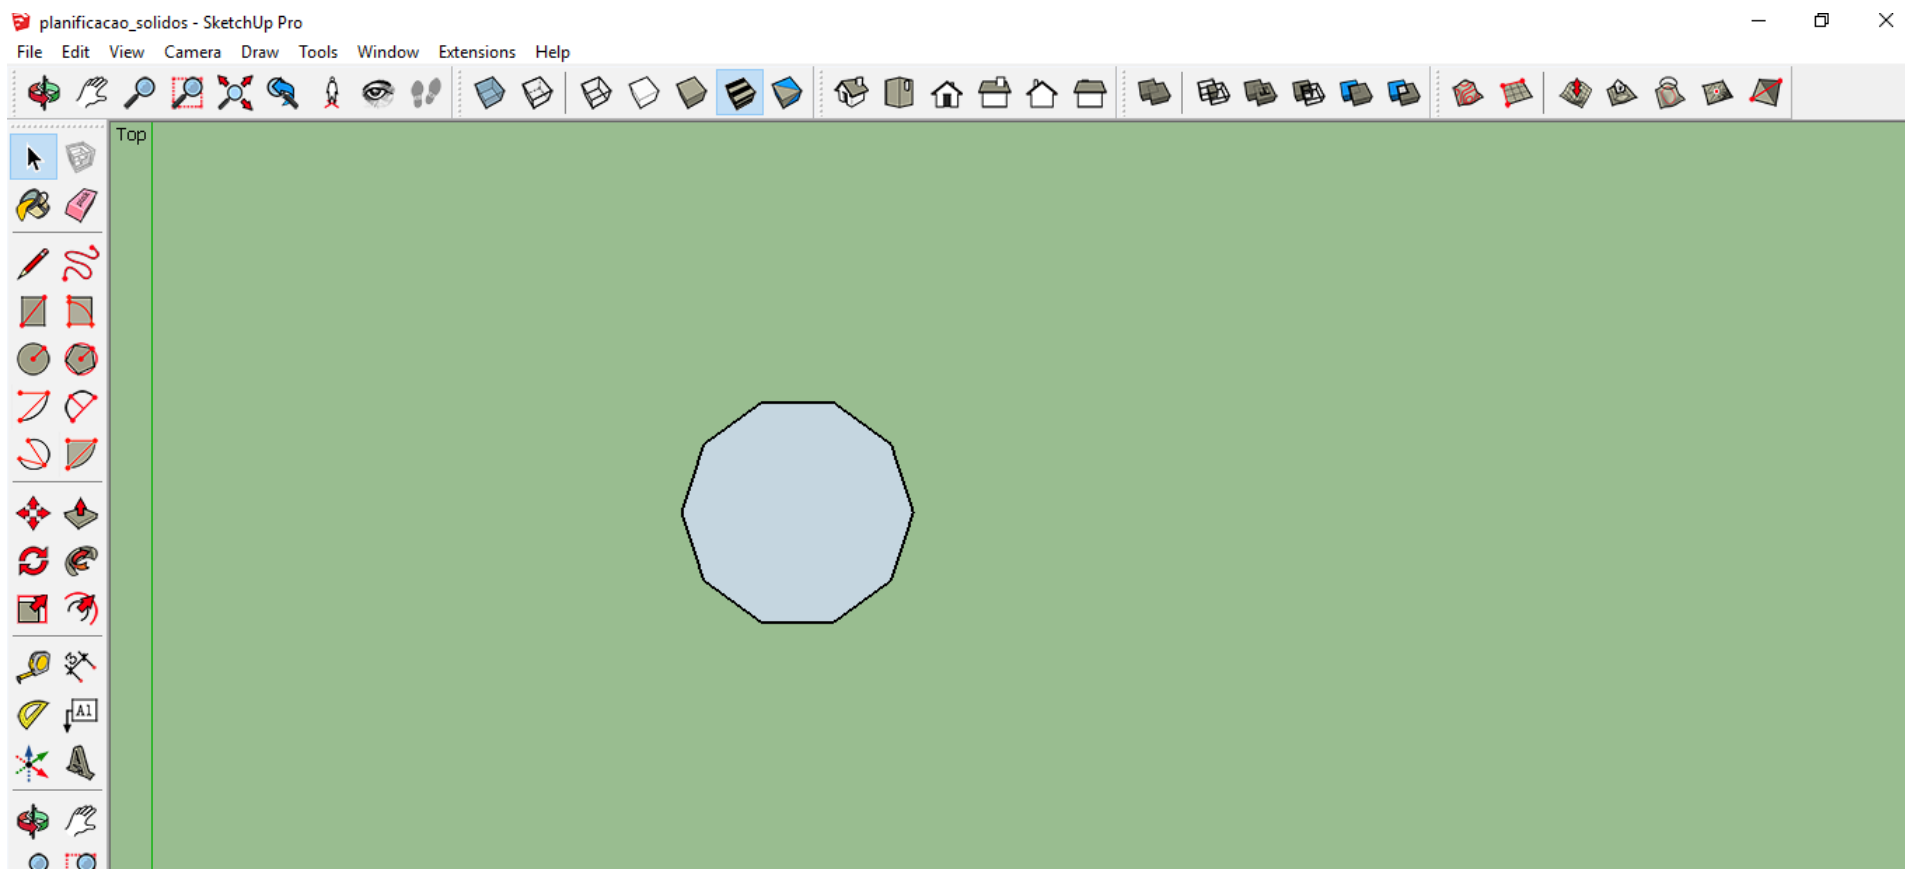 planificacao_solidos - SketchUp Pro
File Edit View Camera Draw Tools Window Extensions Help
Top
A1